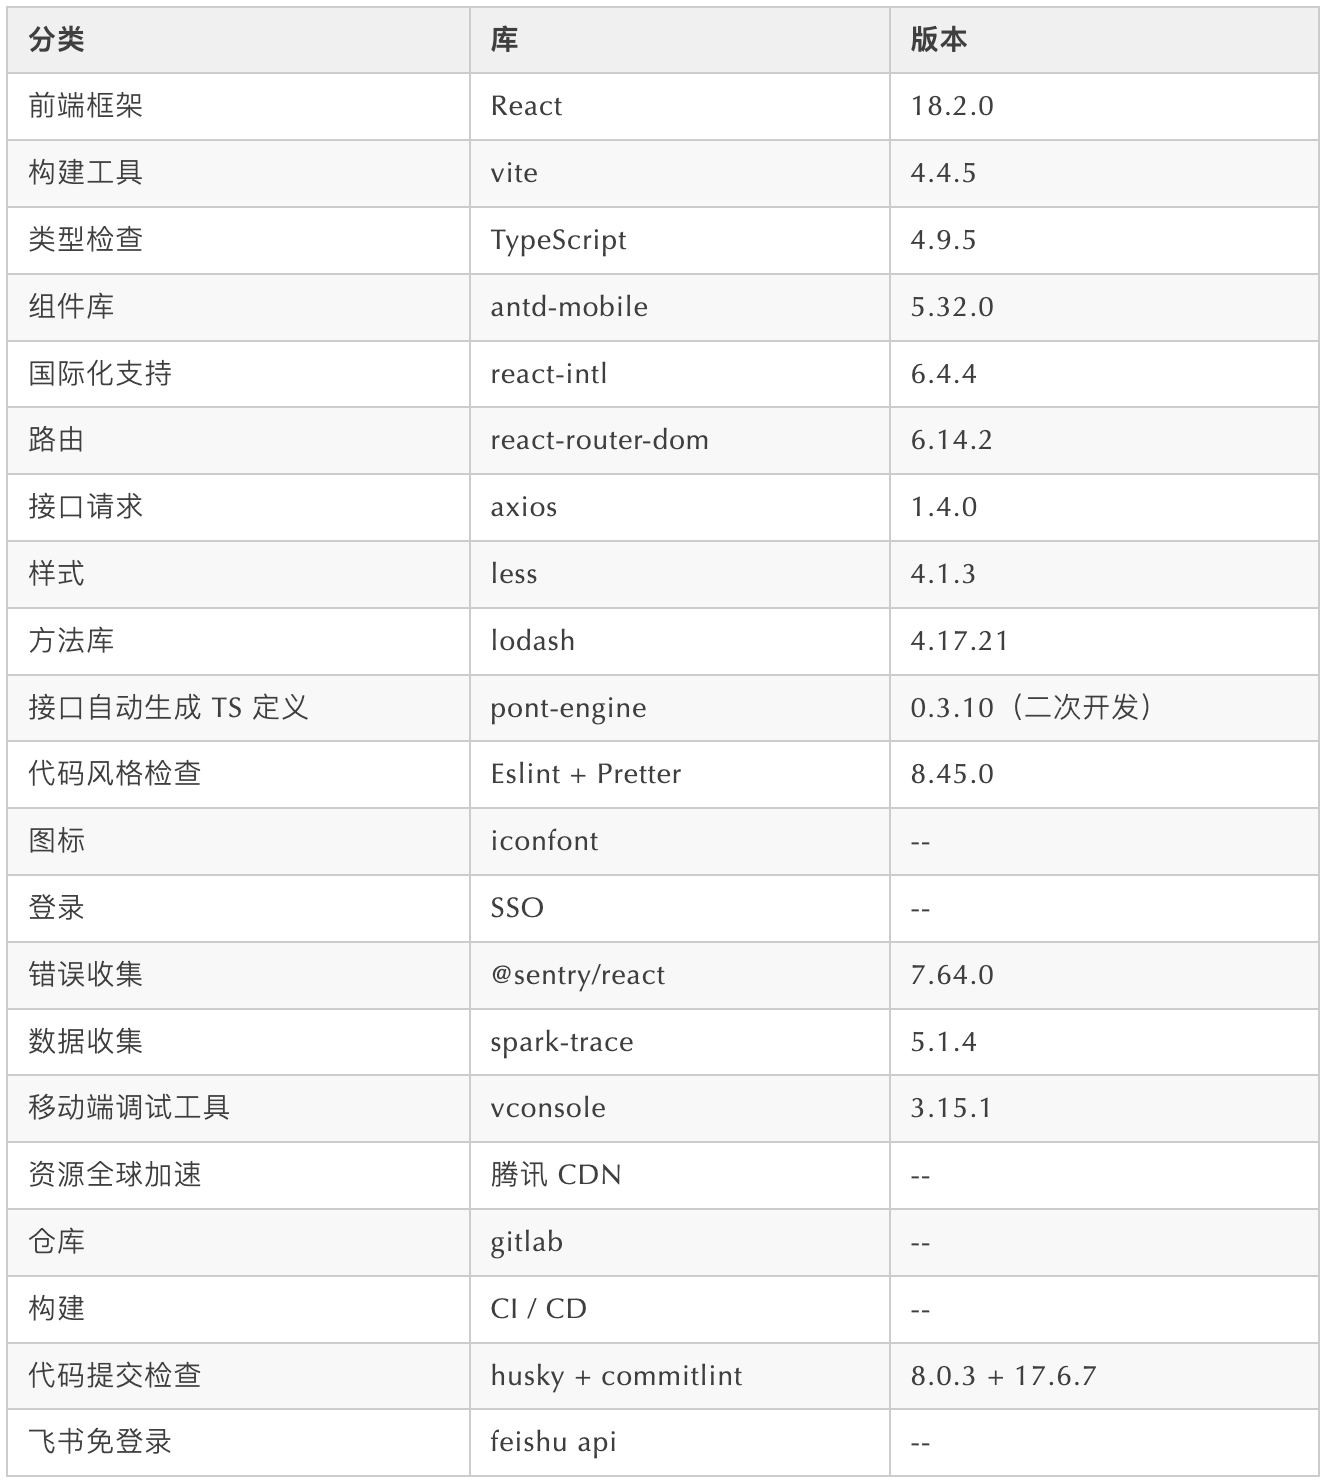 分类 库 版本
前端框架 React 18.2.0
构建工具 vite 4.4.5
类型检查 TypeScript 4.9.5
组件库 antd-mobile 5.32.0
国际化支持 react-intl 6.4.4
路由 react-router-dom 6.14.2
接口请求 axios 1.4.0
样式 less 4.1.3
方法库 lodash 4.17.21
接口自动生成 TS 定义 pont-engine 0.3.10（二次开发）
代码风格检查 Eslint + Pretter 8.45.0
图标 iconfont --
登录 SSO --
错误收集 @sentry/react 7.64.0
数据收集 spark-trace 5.1.4
移动端调试工具 vconsole 3.15.1
资源全球加速 腾讯 CDN --
仓库 gitlab --
构建 CI / CD --
代码提交检查 husky + commitlint 8.0.3 + 17.6.7
飞书免登录 feishu api --